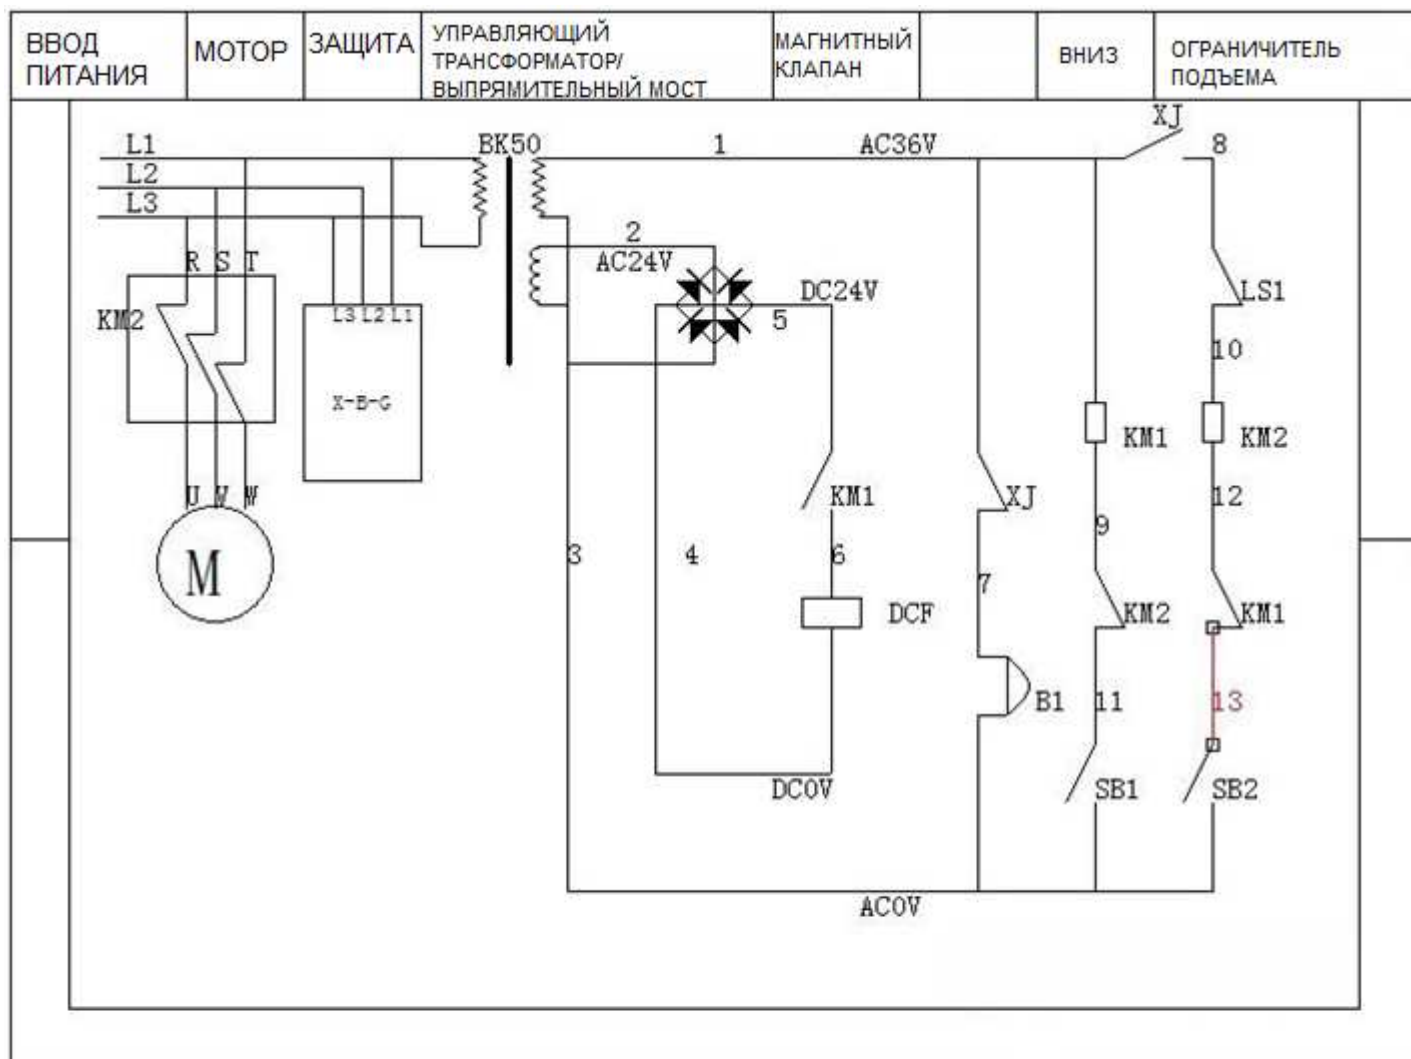 ВВОД
ПИТАНИЯ
МОТОР
ЗАЩИТА
УПРАВЛЯЮЩИЙ
ТРАНСФОРМАТОР/
ВЫПРЯМИТЕЛЬНЫЙ МОСТ
МАГНИТНЫЙ
КЛАПАН
ВНИЗ
ОГРАНИЧИТЕЛЬ
ПОДЪЕМА
XJ
L1
BK50
1
AC36V
8
L2
L3
2
R S T
AC24V
DC24V
LS1
KM2
L3 L2 L1
5
10
X-B-G
KM1
KM2
U V W
KM1
XJ
12
9
M
3
4
6
7
DCF
KM2
KM1
B1
11
13
DC0V
SB1
SB2
AC0V